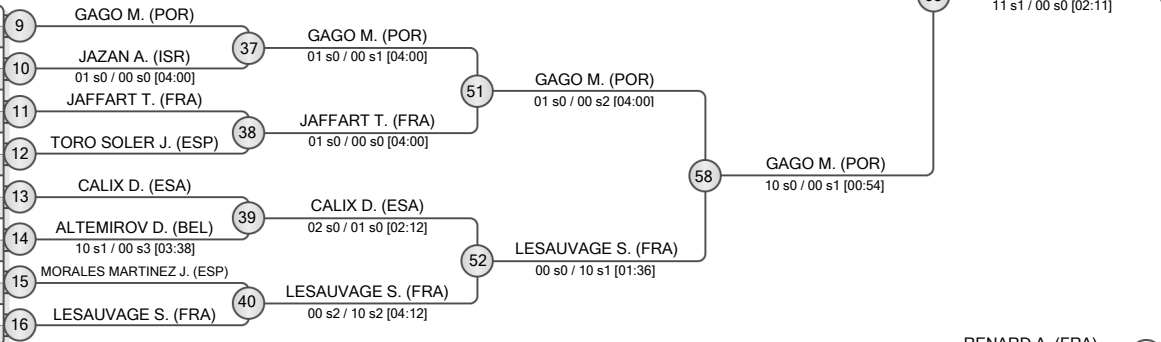 11 s1 / 00 s0 [02:11]
9
GAGO M. (POR)
37
GAGO M. (POR)
01 s0 / 00 s1 [04:00]
10
JAZAN A. (ISR)
01 s0 / 00 s0 [04:00]
51
GAGO M. (POR)
01 s0 / 00 s2 [04:00]
11
JAFFART T. (FRA)
38
JAFFART T. (FRA)
01 s0 / 00 s0 [04:00]
12
TORO SOLER J. (ESP)
58
GAGO M. (POR)
10 s0 / 00 s1 [00:54]
13
CALIX D. (ESA)
39
CALIX D. (ESA)
02 s0 / 01 s0 [02:12]
14
ALTEMIROV D. (BEL)
10 s1 / 00 s3 [03:38]
52
LESAUVAGE S. (FRA)
00 s0 / 10 s1 [01:36]
15
MORALES MARTINEZ J. (ESP)
40
LESAUVAGE S. (FRA)
00 s2 / 10 s2 [04:12]
16
LESAUVAGE S. (FRA)
RENARD A. (FRA)